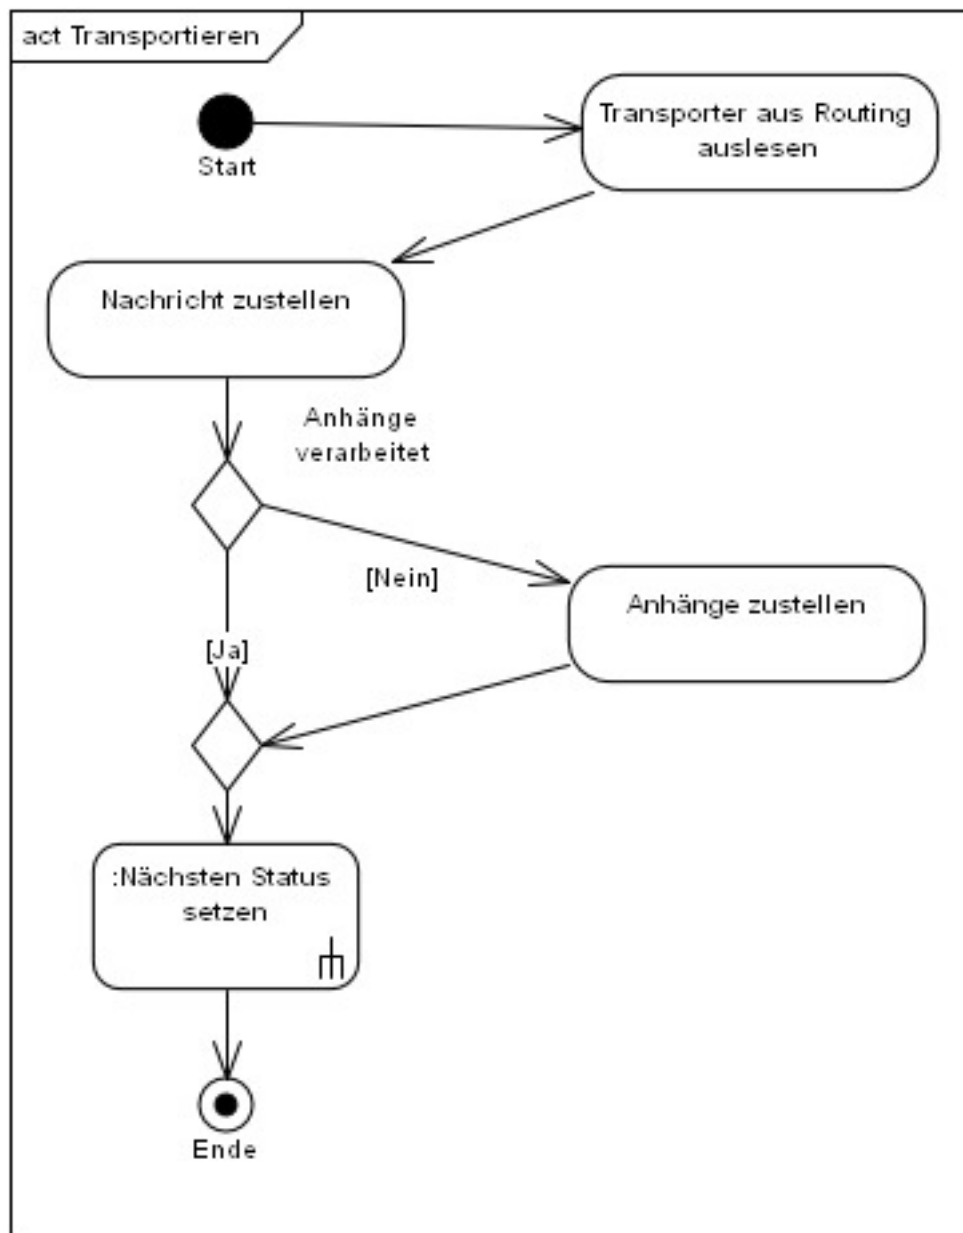 act Transportieren
Start
Transporter aus Routing
auslesen
Nachricht zustellen
Anhänge
verarbeitet
[Nein]
Anhänge zustellen
[Ja]
:Nächsten Status
setzen
Ende